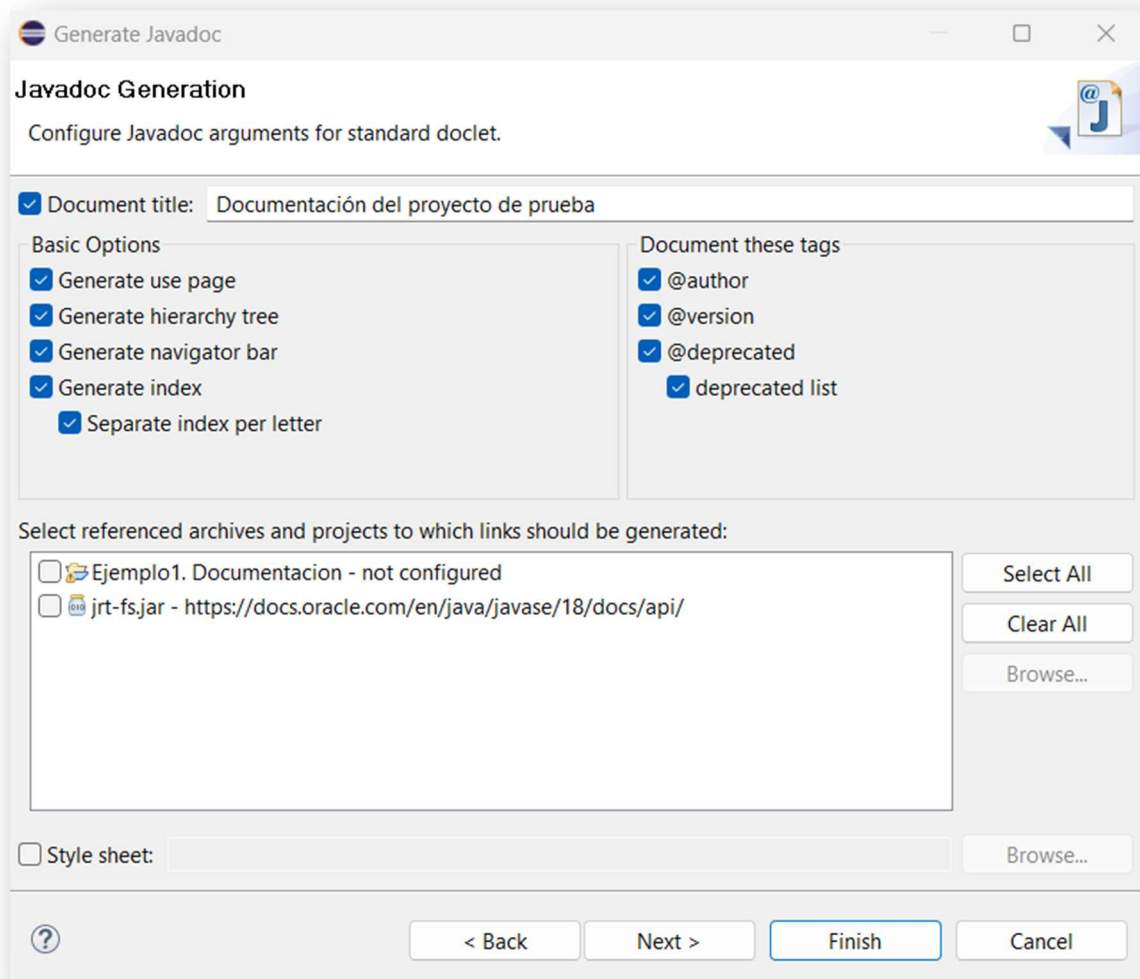 Generate Javadoc
Javadoc Generation
Configure Javadoc arguments for standard doclet.
@
J
Document title: Documentación del proyecto de prueba
Basic Options
Generate use page
Generate hierarchy tree
Generate navigator bar
Generate index
Separate index per letter
Document these tags
@author
@version
@deprecated
deprecated list
Select referenced archives and projects to which links should be generated:
Ejemplo1. Documentacion - not configured
jrt-fs.jar - https://docs.oracle.com/en/java/javase/18/docs/api/
Select All
Clear All
Browse...
Style sheet:
Browse...
?
< Back
Next >
Finish
Cancel